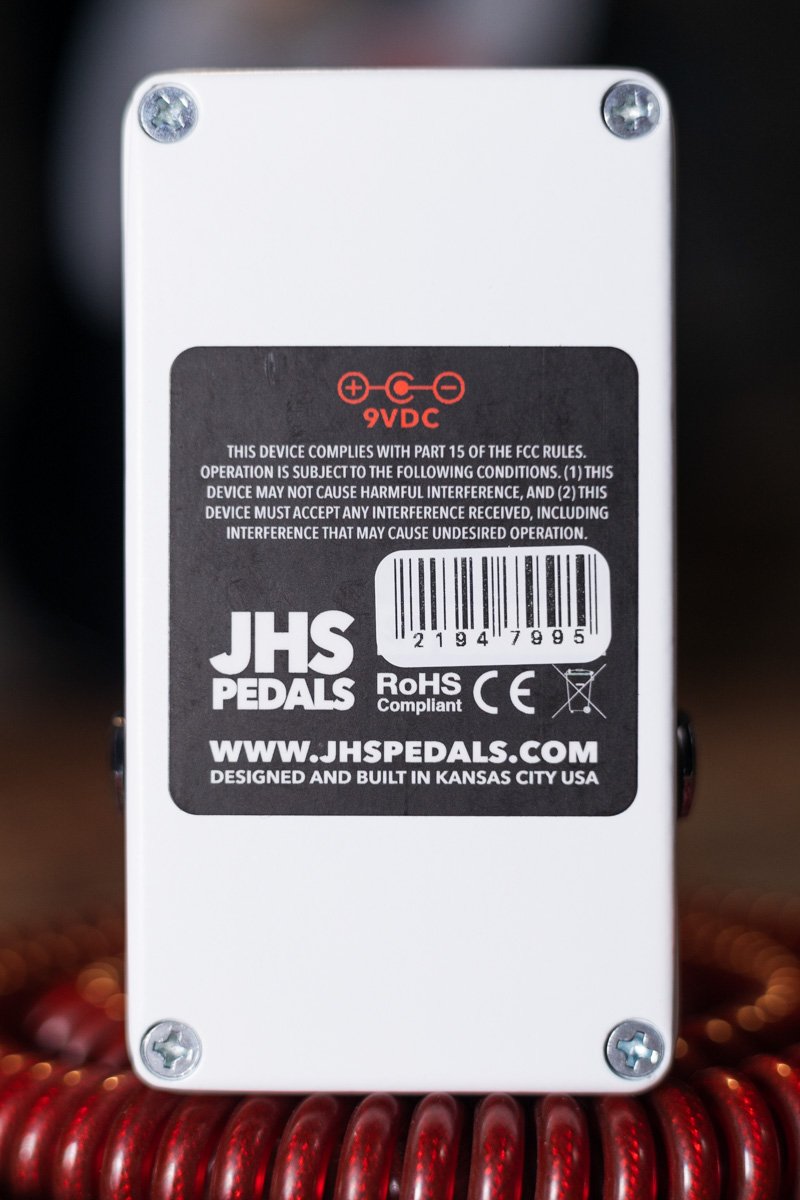 9VDC
THIS DEVICE COMPLIES WITH PART 15 OF THE FCC RULES.
OPERATION IS SUBJECT TO THE FOLLOWING CONDITIONS. (1) THIS
DEVICE MAY NOT CAUSE HARMFUL INTERFERENCE, AND (2) THIS
DEVICE MUST ACCEPT ANY INTERFERENCE RECEIVED, INCLUDING
INTERFERENCE THAT MAY CAUSE UNDESIRED OPERATION.
2194 7995
JHS
PEDALS
RoHS
Compliant
CE
WWW.JHSPEDALS.COM
DESIGNED AND BUILT IN KANSAS CITY USA